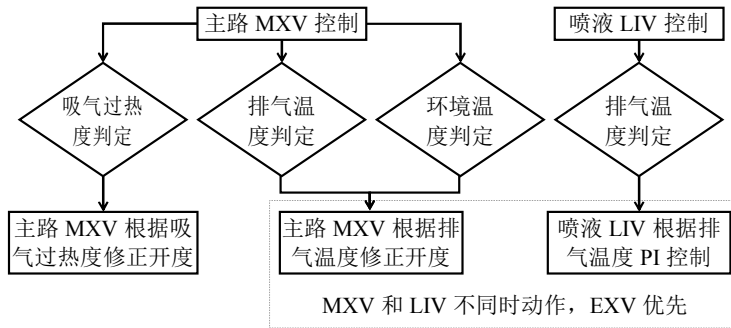 主路 MXV 控制
喷液 LIV 控制
吸气过热
度判定
排气温
度判定
环境温
度判定
排气温
度判定
主路 MXV 根据吸
气过热度修正开度
主路 MXV 根据排
气温度修正开度
喷液 LIV 根据排
气温度 PI 控制
MXV 和 LIV 不同时动作，EXV 优先